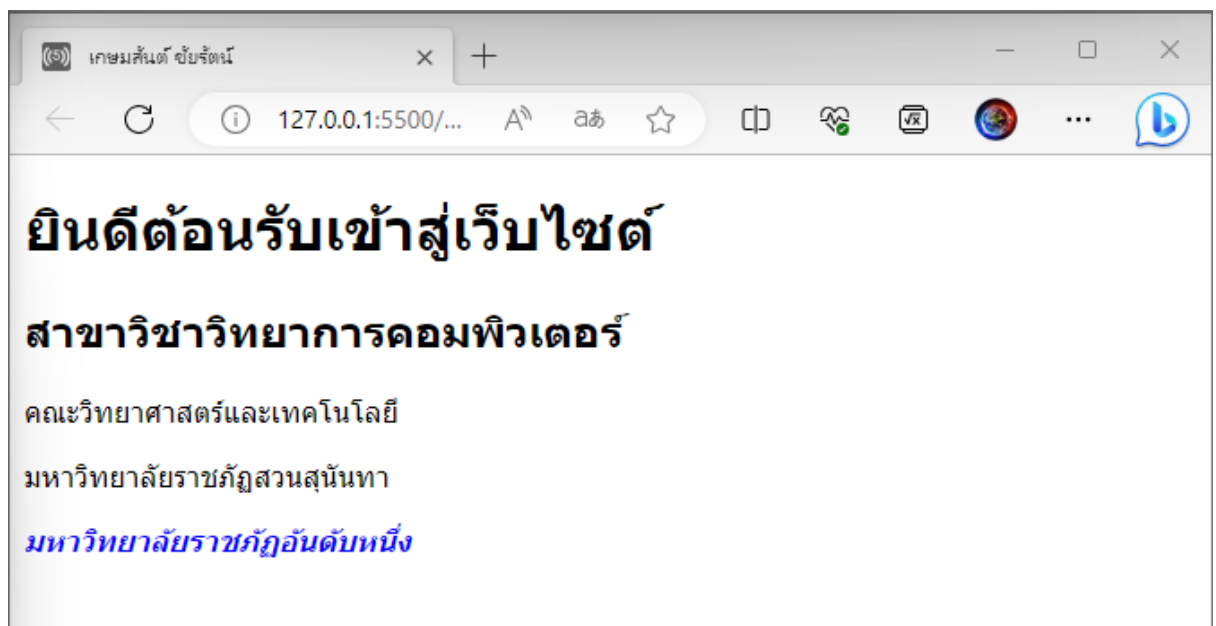 เกษมสันต์ ชัยรัตน์
127.0.0.1:5500/...
ยินดีต้อนรับเข้าสู่เว็บไซต์
สาขาวิชาวิทยาการคอมพิวเตอร์
คณะวิทยาศาสตร์และเทคโนโลยี
มหาวิทยาลัยราชภัฏสวนสุนันทา
มหาวิทยาลัยราชภัฏอันดับหนึ่ง